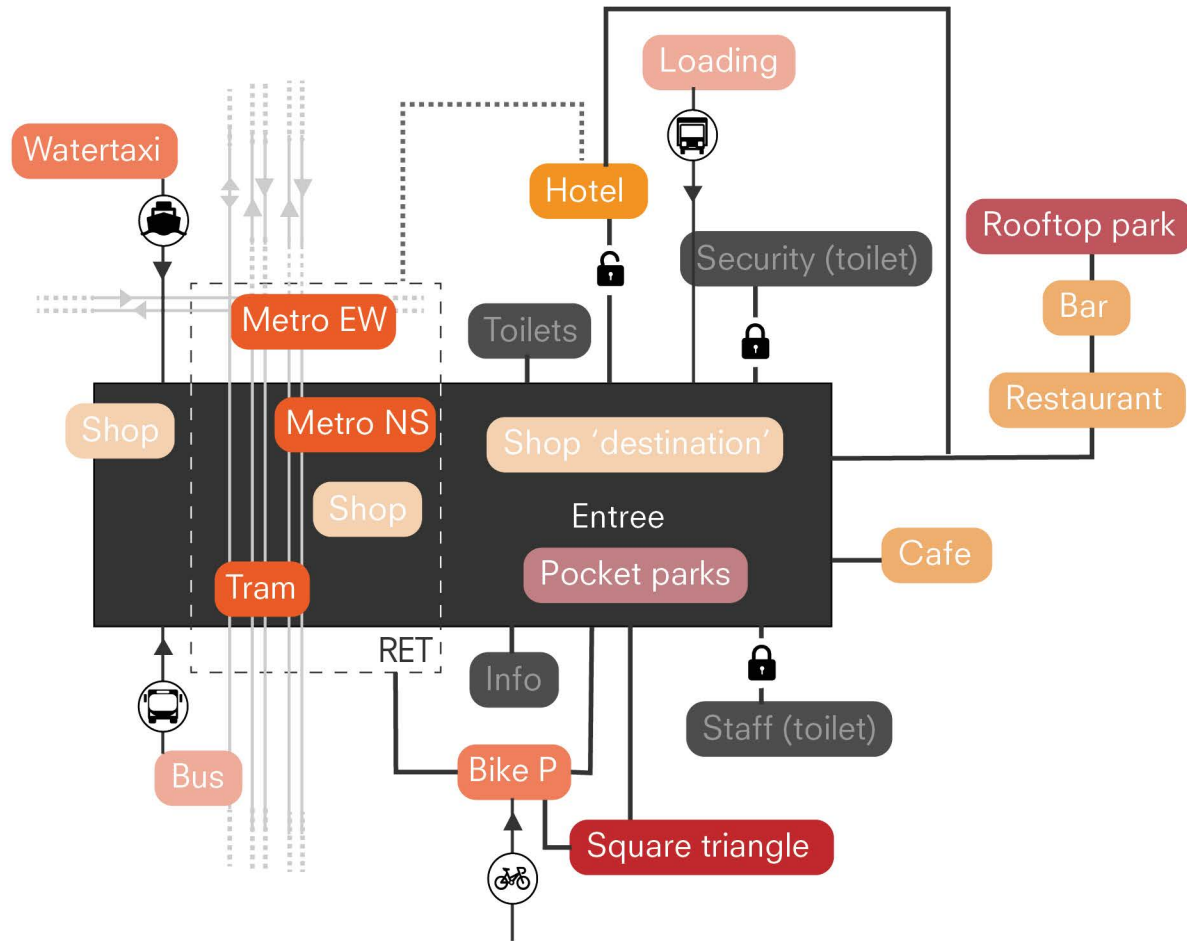 Loading
Watertaxi
Hotel
Rooftop park
Security (toilet)
Bar
Metro EW
Toilets
Restaurant
Shop
Metro NS
Shop ‘destination’
Shop
Entree
Cafe
Pocket parks
Tram
RET
Info
Staff (toilet)
Bus
Bike P
Square triangle